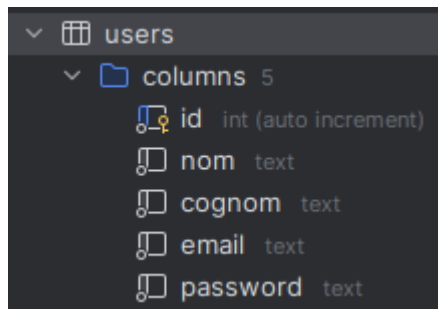 users
columns 5
id int (auto increment)
nom text
cognom text
email text
password text